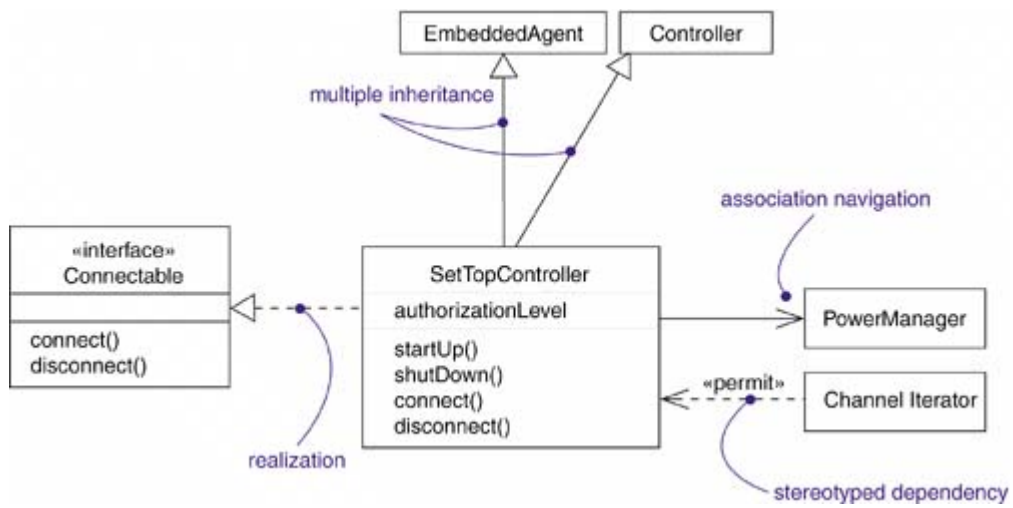 EmbeddedAgent
Controller
multiple inheritance
association navigation
«interface»
Connectable
connect()
disconnect()
SetTopController
authorizationLevel
startUp()
shutDown()
connect()
disconnect()
PowerManager
«permit»
Channel Iterator
realization
stereotyped dependency